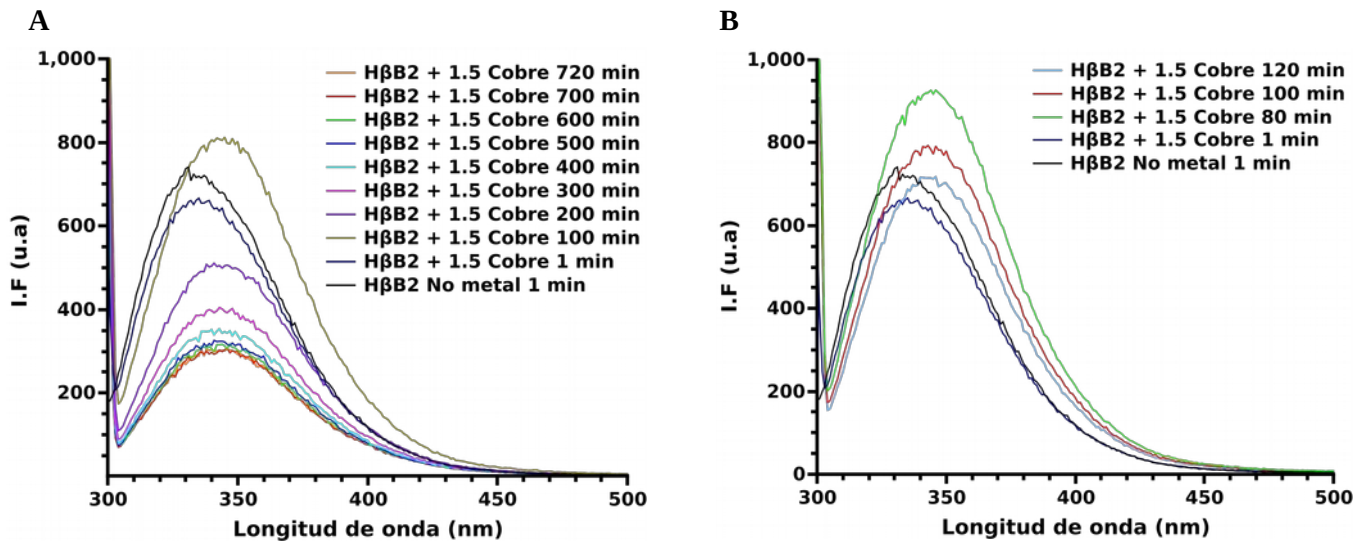 A
1,000
800
600
400
200
I.F (u.a)
300
350
400
450
500
Longitud de onda (nm)
HβB2 + 1.5 Cobre 720 min
HβB2 + 1.5 Cobre 700 min
HβB2 + 1.5 Cobre 600 min
HβB2 + 1.5 Cobre 500 min
HβB2 + 1.5 Cobre 400 min
HβB2 + 1.5 Cobre 300 min
HβB2 + 1.5 Cobre 200 min
HβB2 + 1.5 Cobre 100 min
HβB2 + 1.5 Cobre 1 min
HβB2 No metal 1 min
B
1,000
800
600
400
200
0
I.F (u.a)
300
350
400
450
500
Longitud de onda (nm)
HβB2 + 1.5 Cobre 120 min
HβB2 + 1.5 Cobre 100 min
HβB2 + 1.5 Cobre 80 min
HβB2 + 1.5 Cobre 1 min
HβB2 No metal 1 min